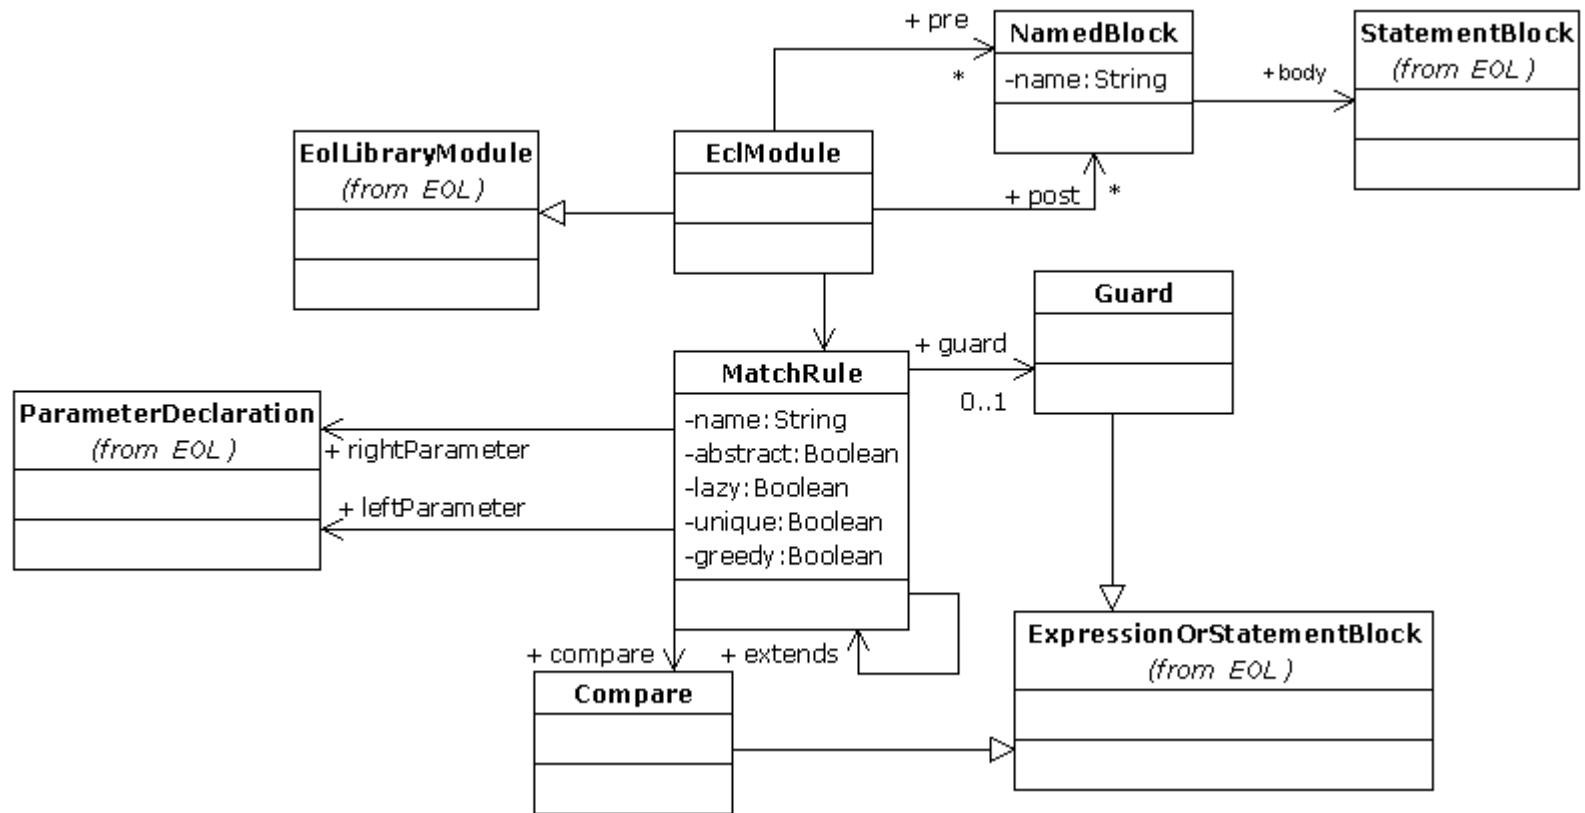 + pre
*
NamedBlock
-name:String
StatementBlock
(from EOL)
+body
EolLibraryModule
(from EOL)
EclModule
+ post
*
Guard
+ guard
0..1
MatchRule
-name:String
-abstract:Boolean
-lazy:Boolean
-unique:Boolean
-greedy:Boolean
ParameterDeclaration
(from EOL)
+ rightParameter
+ leftParameter
+ compare
+ extends
Compare
ExpressionOrStatementBlock
(from EOL)